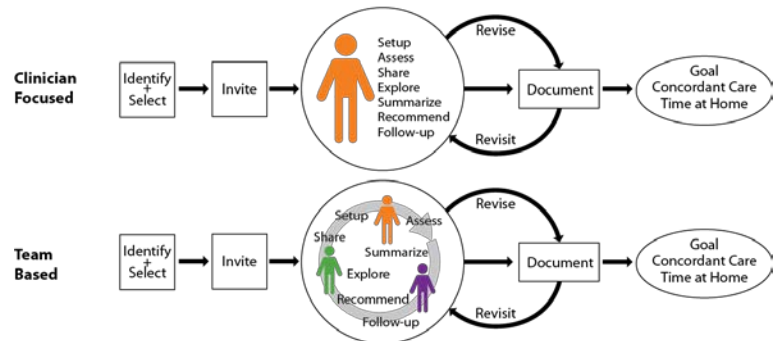 Clinician
Focused
Identify
+
Select
Invite
Setup
Assess
Share
Explore
Summarize
Recommend
Follow-up
Revise
Document
Revisit
Goal
Concordant Care
Time at Home
Team
Based
Identify
+
Select
Invite
Setup
Assess
Share
Summarize
Explore
Recommend
Follow-up
Revise
Document
Revisit
Goal
Concordant Care
Time at Home